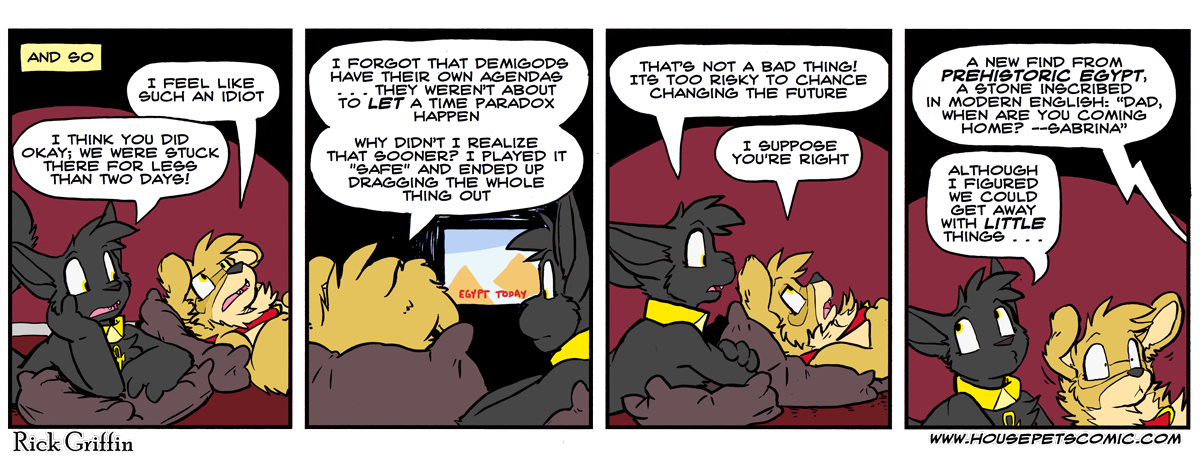 AND SO
I FEEL LIKE
SUCH AN IDIOT
I THINK YOU DID
OKAY; WE WERE STUCK
THERE FOR LESS
THAN TWO DAYS!
I FORGOT THAT DEMIGODS
HAVE THEIR OWN AGENDAS
. . . THEY WEREN'T ABOUT
TO LET A TIME PARADOX
HAPPEN
WHY DIDN'T I REALIZE
THAT SOONER? I PLAYED IT
"SAFE" AND ENDED UP
DRAGGING THE WHOLE
THING OUT
EGYPT TODAY
THAT'S NOT A BAD THING!
ITS TOO RISKY TO CHANCE
CHANGING THE FUTURE
I SUPPOSE
YOU'RE RIGHT
A NEW FIND FROM
PREHISTORIC EGYPT,
A STONE INSCRIBED
IN MODERN ENGLISH: "DAD,
WHEN ARE YOU COMING
HOME? --SABRINA"
ALTHOUGH
I FIGURED
WE COULD
GET AWAY
WITH LITTLE
THINGS . . .
Rick Griffin
WWW.HOUSEPETSCOMIC.COM